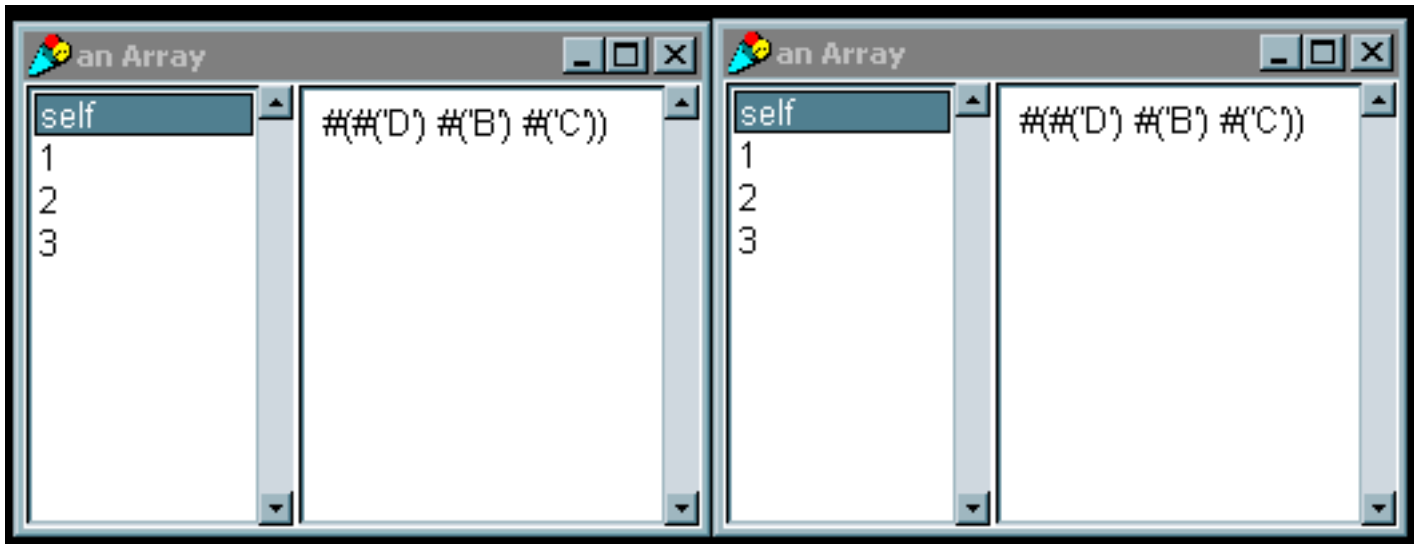 an Array
self
1
2
3
#(#('D') #('B') #('C'))
an Array
self
1
2
3
#(#('D') #('B') #('C'))